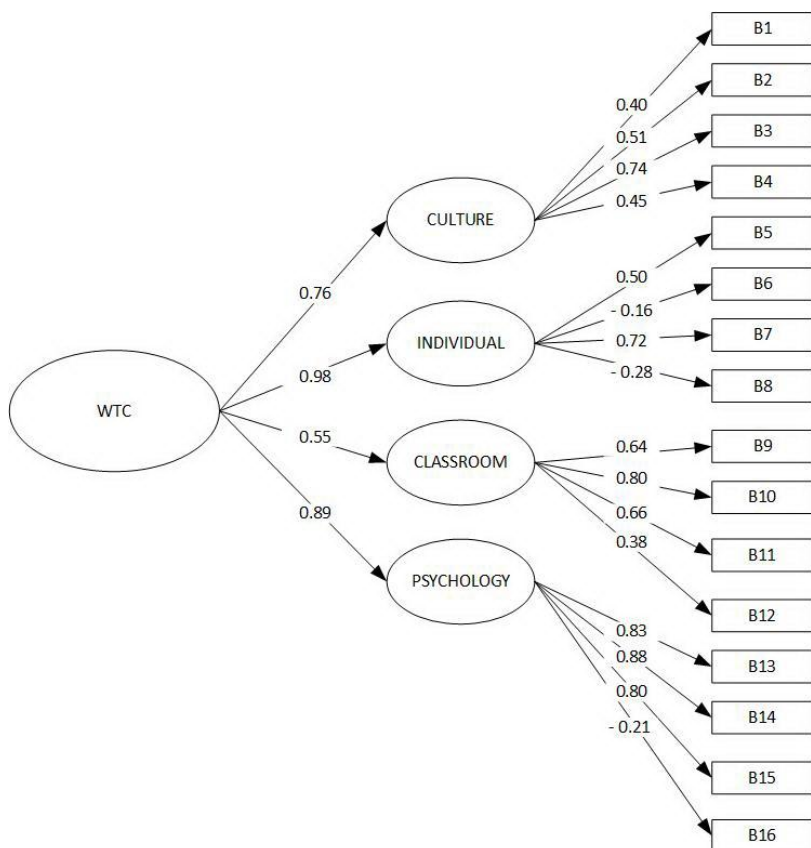 B1
B2
0.40
B3
0.51
0.74
B4
0.45
CULTURE
B5
0.50
B6
0.76
- 0.16
B7
INDIVIDUAL
0.72
0.98
- 0.28
B8
WTC
0.55
0.64
B9
CLASSROOM
0.80
B10
0.89
0.66
0.38
B11
PSYCHOLOGY
B12
0.83
0.88
B13
0.80
B14
- 0.21
B15
B16